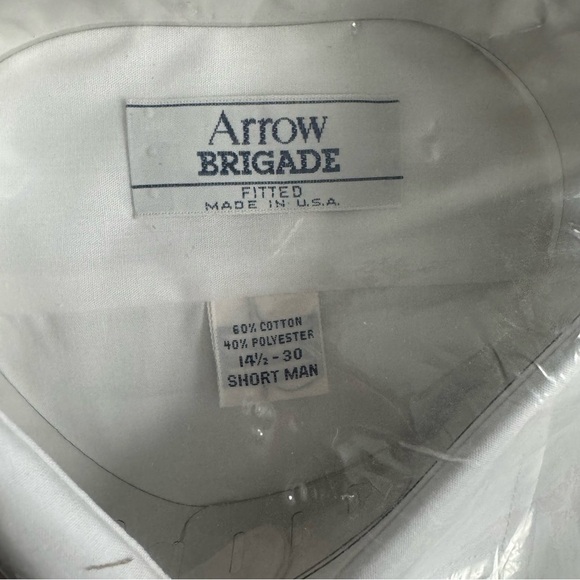 Arrow
BRIGADE
FITTED
MADE IN U.S.A.
60% COTTON
40% POLYESTER
14½-30
SHORT MAN